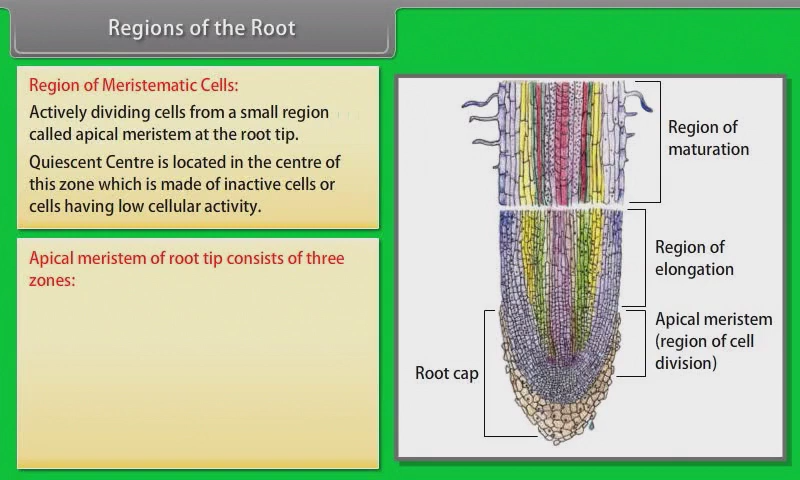 Regions of the Root
Region of Meristematic Cells:
Actively dividing cells from a small region
called apical meristem at the root tip.
Quiescent Centre is located in the centre of
this zone which is made of inactive cells or
cells having low cellular activity.
Apical meristem of root tip consists of three
zones:
Region of
maturation
Region of
elongation
Apical meristem
(region of cell
division)
Root cap